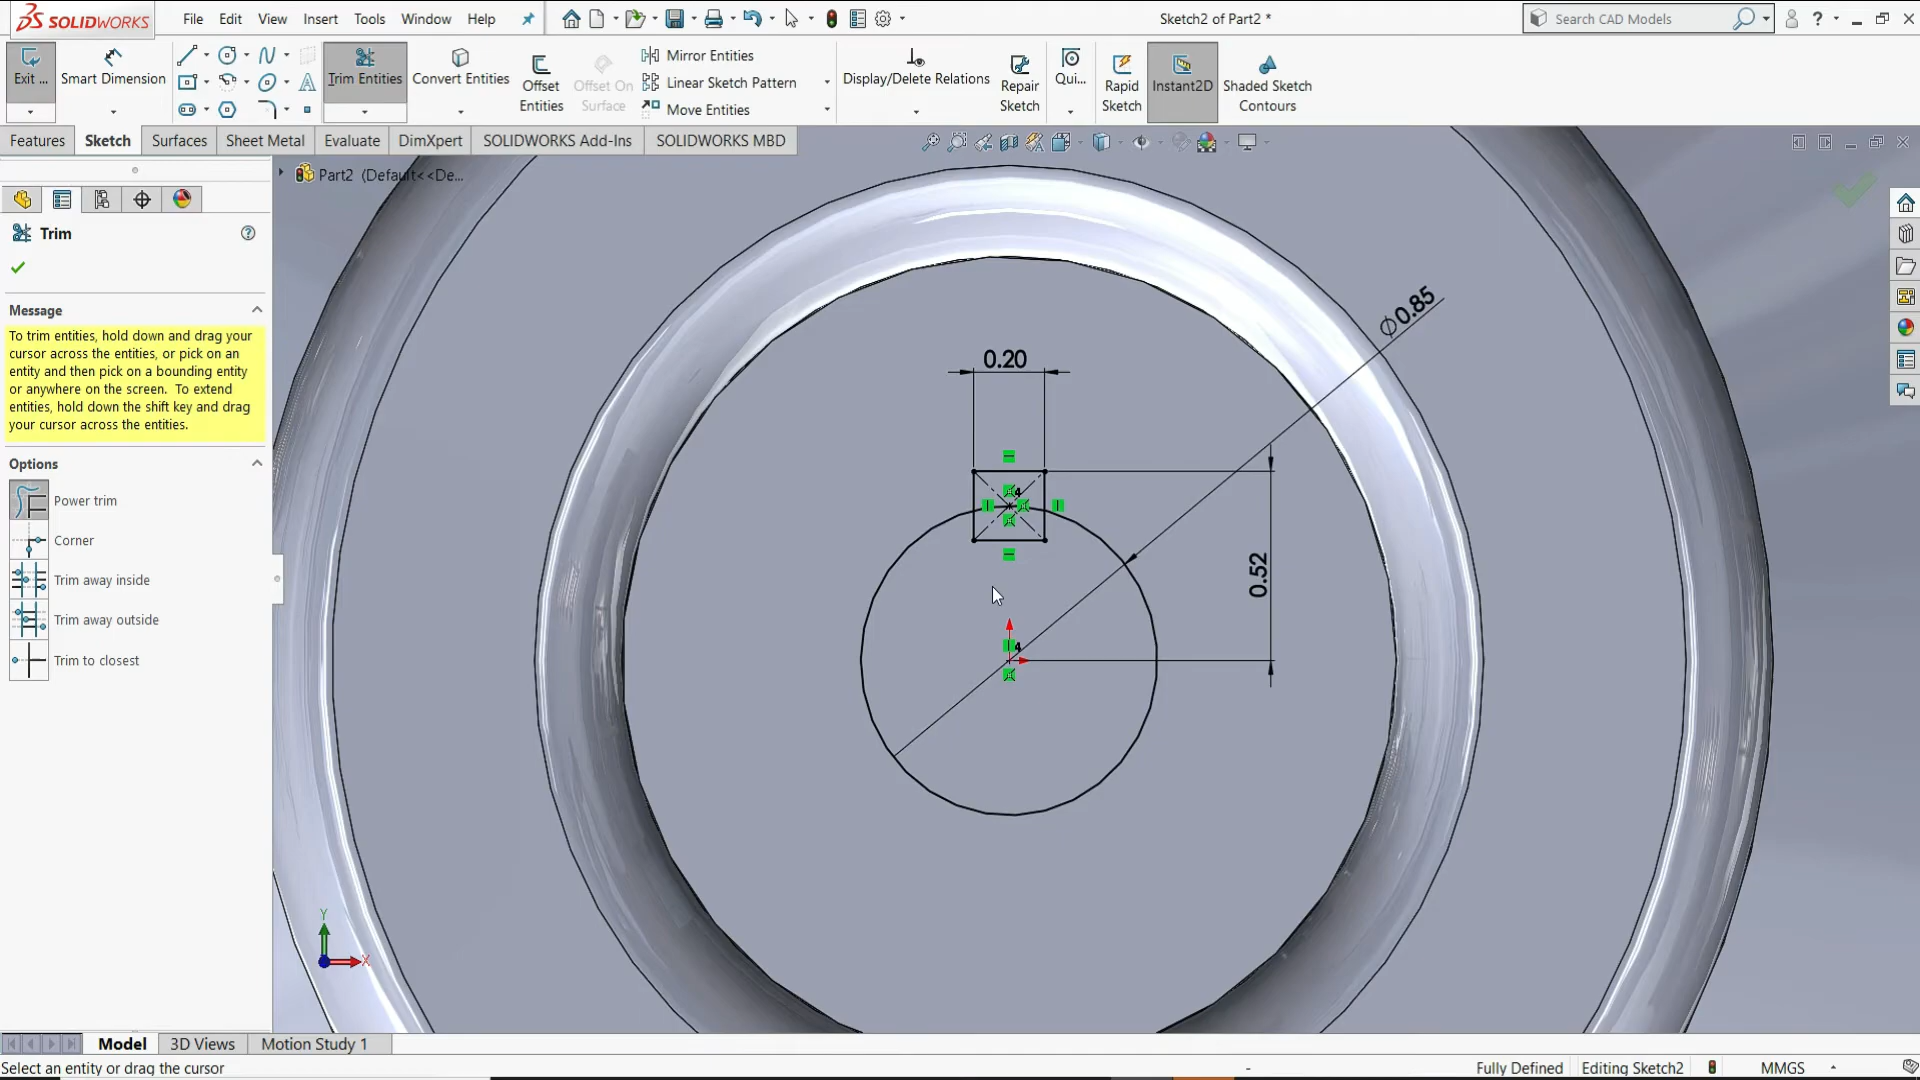 SOLIDWORKS File Edit View Insert Tools Window Help Sketch2 of Part2 * Search CAD Models ?
Exit ... Smart Dimension Trim Entities Convert Entities Offset Entities Offset On Surface Mirror Entities Linear Sketch Pattern Move Entities Display/Delete Relations Repair Sketch Qui... Rapid Sketch Instant2D Shaded Sketch Contours
Features Sketch Surfaces Sheet Metal Evaluate DimXpert SOLIDWORKS Add-Ins SOLIDWORKS MBD
Part2 (Default<<De...
Trim
Message
To trim entities, hold down and drag your
cursor across the entities, or pick on an
entity and then pick on a bounding entity
or anywhere on the screen. To extend
entities, hold down the shift key and drag
your cursor across the entities.
Options
Power trim
Corner
Trim away inside
Trim away outside
Trim to closest
∅0.85
0.20
4
0.52
4
Y
X
Model 3D Views Motion Study 1
Select an entity or drag the cursor - Fully Defined Editing Sketch2 MMGS